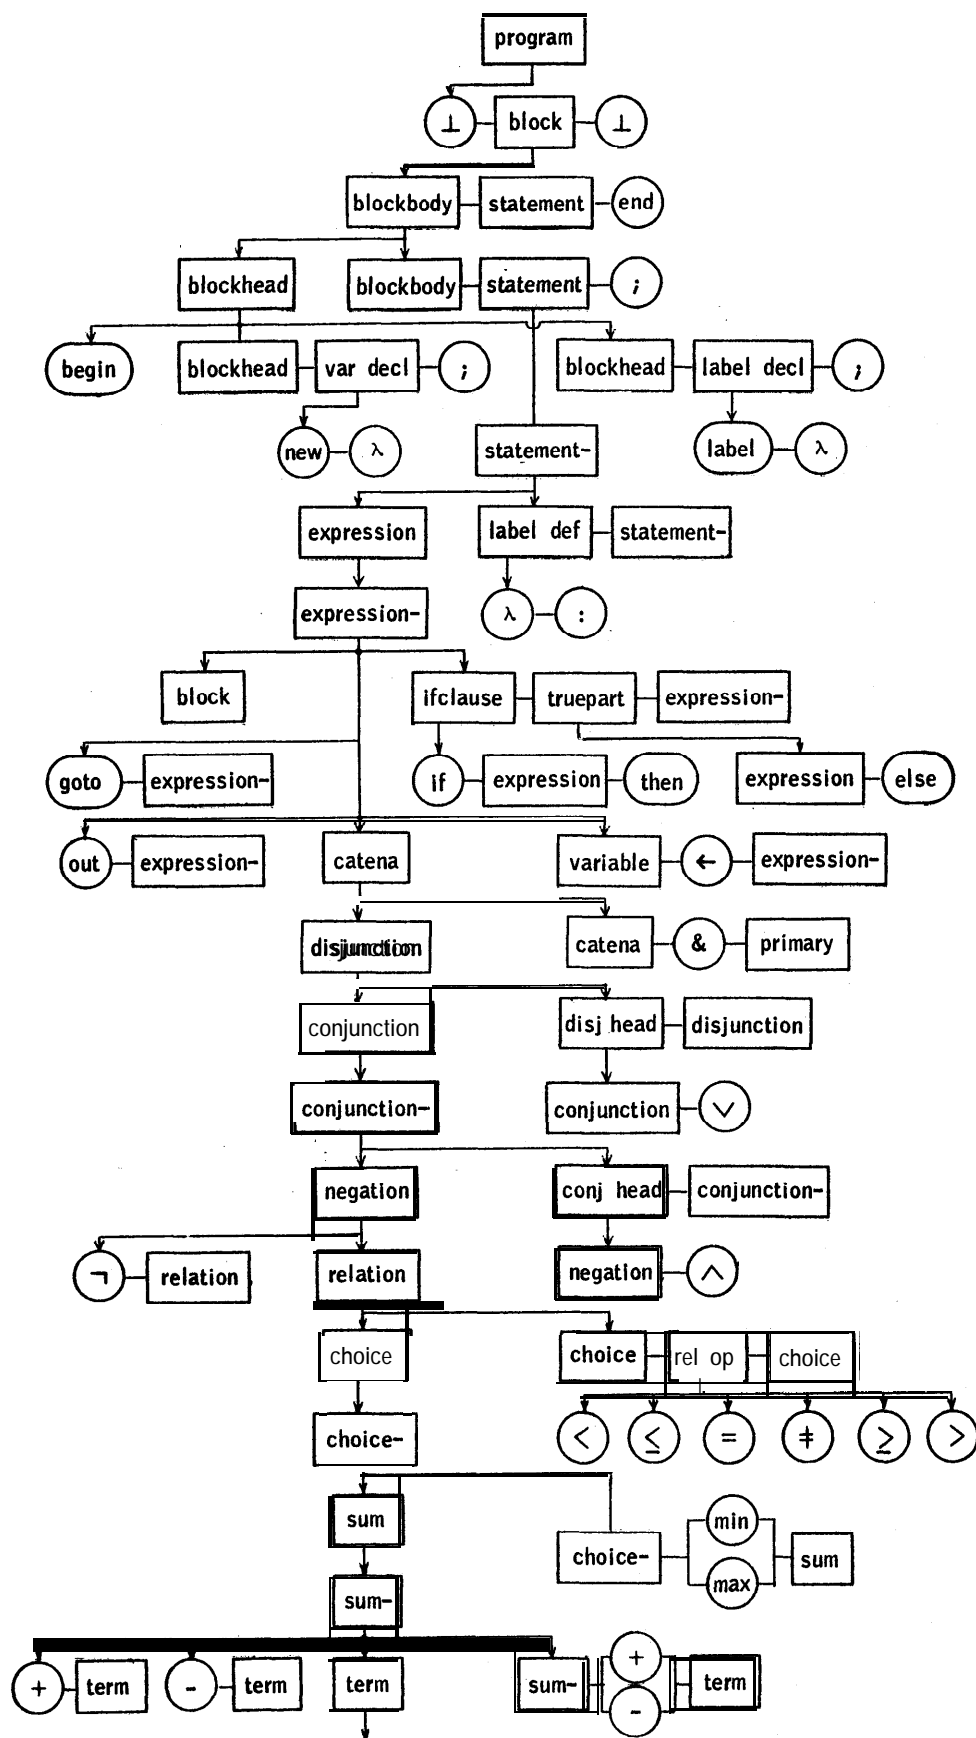 program
⊥ block ⊥
blockbody statement end
blockhead blockbody statement ;
begin blockhead var decl ; blockhead label decl ;
new λ statement- label λ
expression label def statement-
expression- λ :
block ifclause truepart expression-
goto expression- if expression then expression else
out expression- catena variable ← expression-
disjunction catena & primary
conjunction disj head disjunction
conjunction- conjunction ∨
negation conj head conjunction-
¬ relation relation negation ∧
choice choice rel op choice
choice- < ≤ = ≠ ≥ >
sum choice- min max sum
sum-
+ term - term term sum- + - term